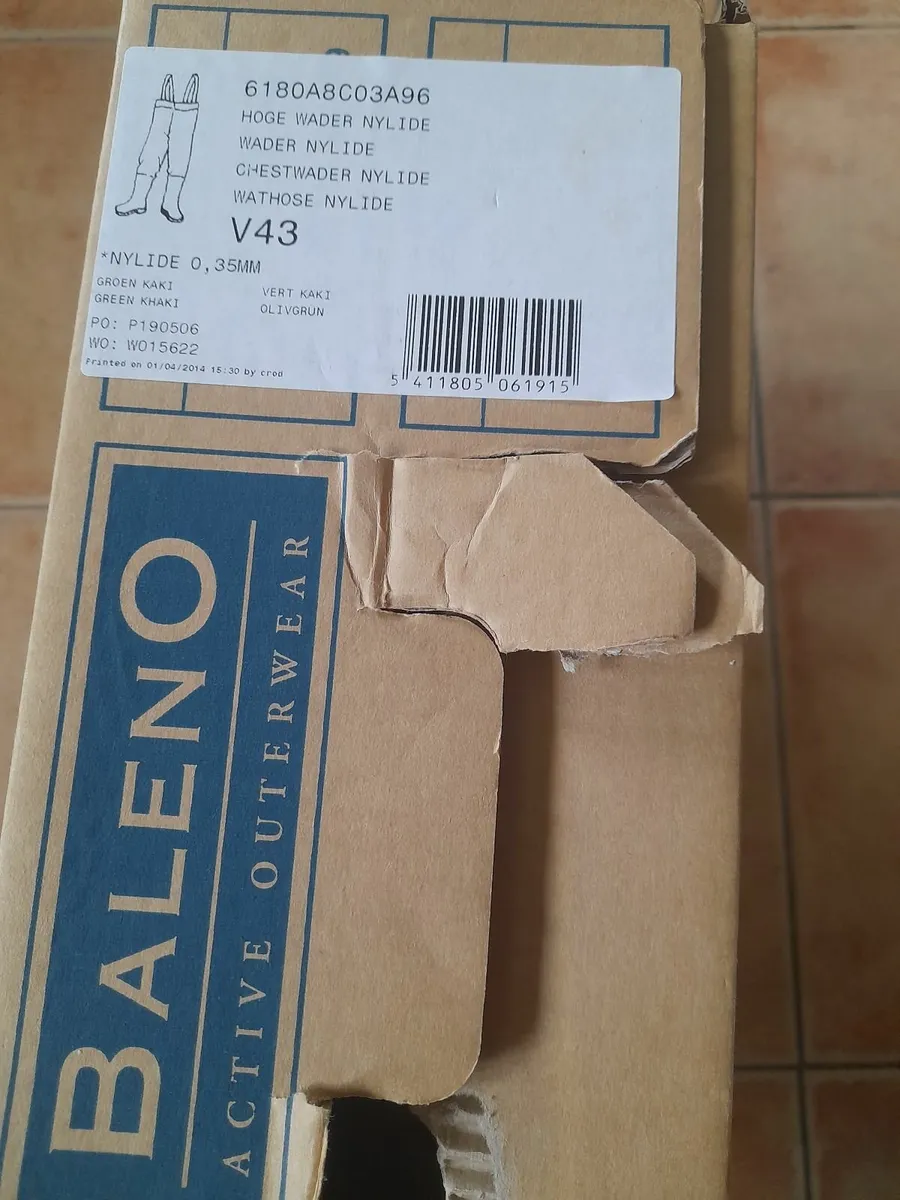 6180A8C03A96
HOGE WADER NYLIDE
WADER NYLIDE
CHESTWADER NYLIDE
WATHOSE NYLIDE
V43
*NYLIDE 0,35MM
GROEN KAKI
VERT KAKI
GREEN KHAKI
OLIVGRUN
PO: P190506
WO: WO15622
Printed on 01/04/2014 15:30 by crod
5 411805 061915
BALENO
ACTIVE OUTERWEAR